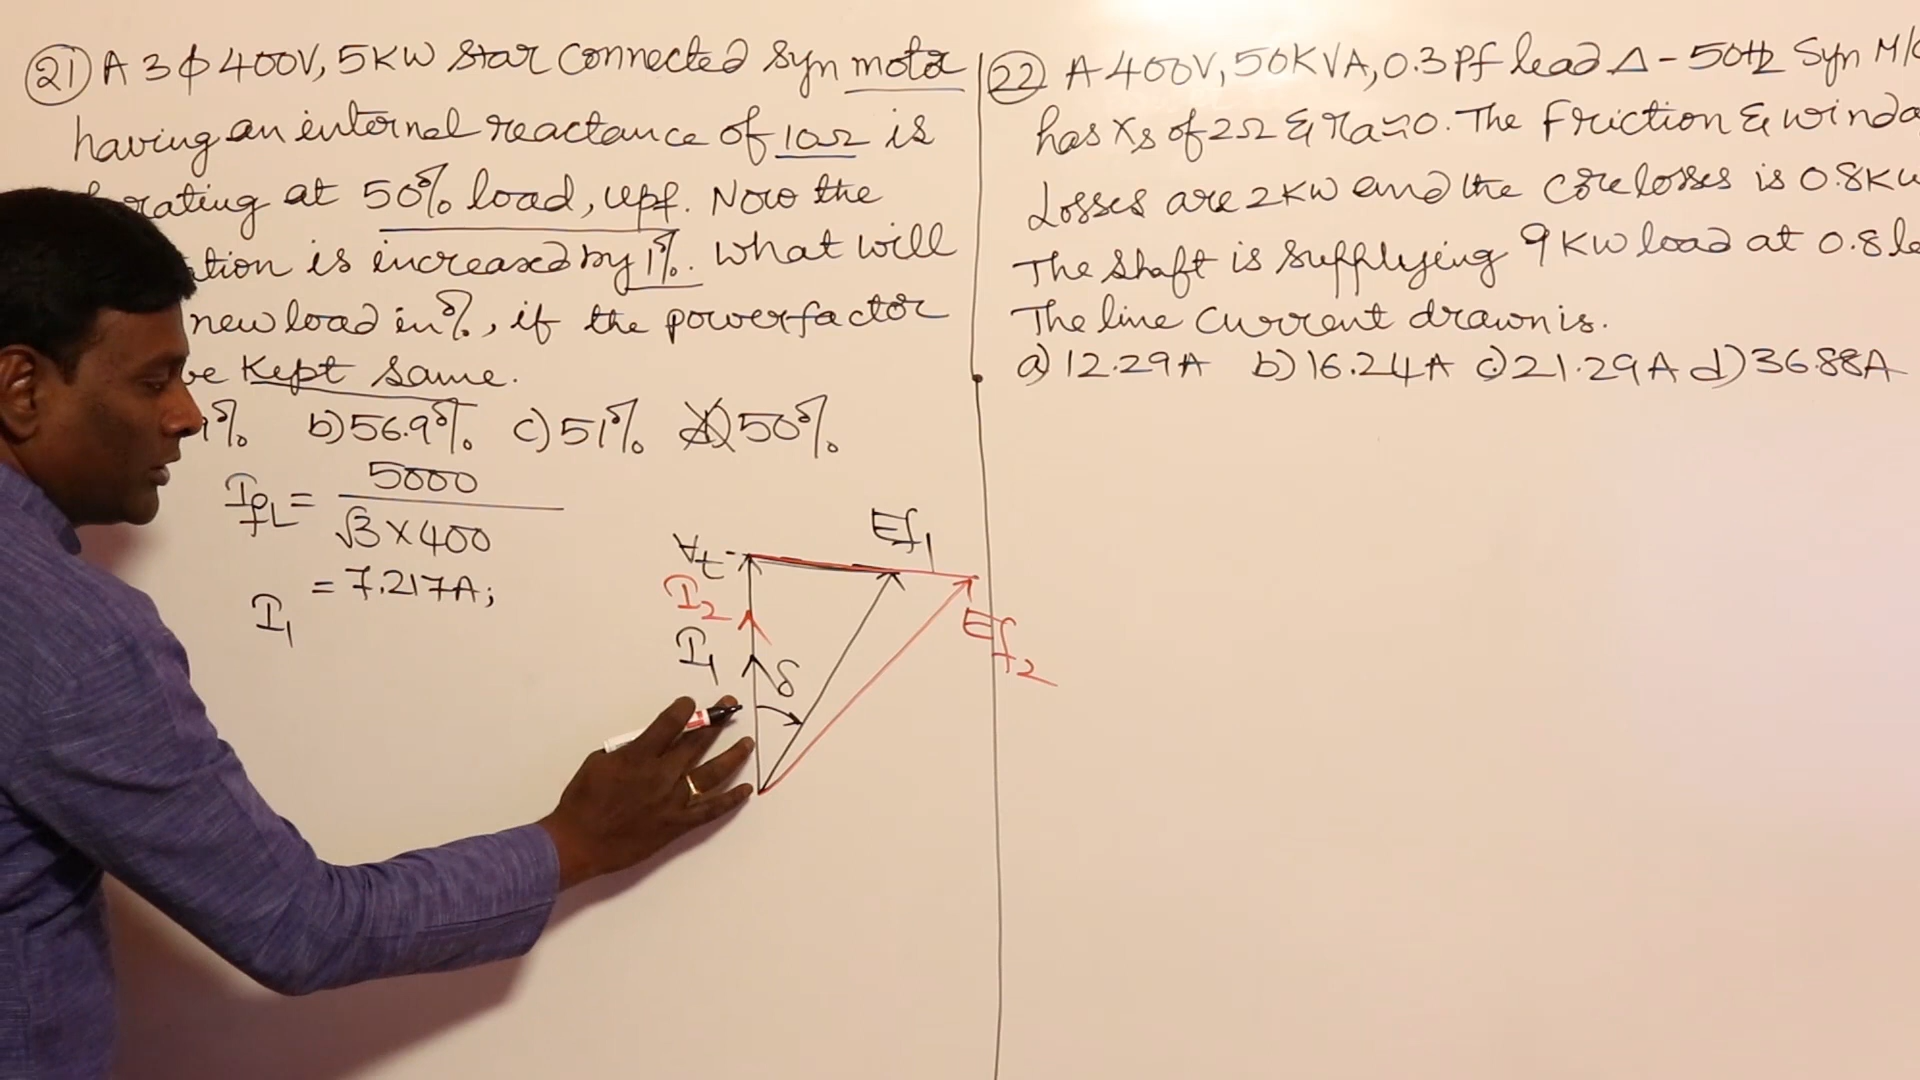 21) A 3φ 400V, 5KW star connected syn motor
having an internal reactance of 10Ω is
at 50% load, upf. Now the
is increased by 1%. What will
new load in %, if the powerfactor
Kept same.
b) 56.9% c) 51% d) 50%
IfL = 5000
√3 × 400
= 7.217A;
I1
Vt
Ef1
I2
I1
δ
Ef2
22) A 400V, 50KVA, 0.3 Pf lead Δ - 50Hz Syn M/C
has Xs of 2Ω & ra≃0. The Friction &
Losses are 2KW and the Core losses is 0.8KW
The shaft is supplying 9KW load at 0.8
The line current drawn is.
a) 12.29A b) 16.24A c) 21.29A d) 36.88A